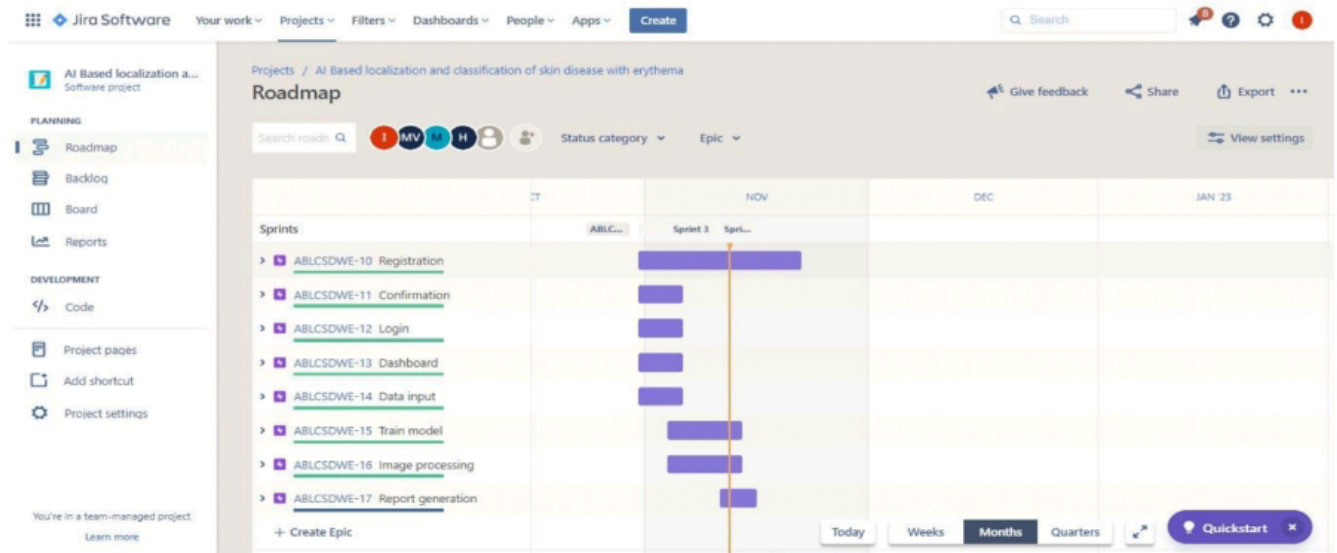 Jira Software Your work Projects Filters Dashboards People Apps Create Search 8 I
AI Based localization a...
Software project
PLANNING
Roadmap
Backlog
Board
Reports
DEVELOPMENT
Code
Project pages
Add shortcut
Project settings
You're in a team-managed project
Learn more
Projects / AI Based localization and classification of skin disease with erythema
Roadmap
Give feedback Share Export
I MV M H Status category Epic View settings
CT NOV DEC JAN '23
Sprints ABLC... Sprint 3 Spri...
ABLCSDWE-10 Registration
ABLCSDWE-11 Confirmation
ABLCSDWE-12 Login
ABLCSDWE-13 Dashboard
ABLCSDWE-14 Data input
ABLCSDWE-15 Train model
ABLCSDWE-16 Image processing
ABLCSDWE-17 Report generation
+ Create Epic
Today Weeks Months Quarters Quickstart